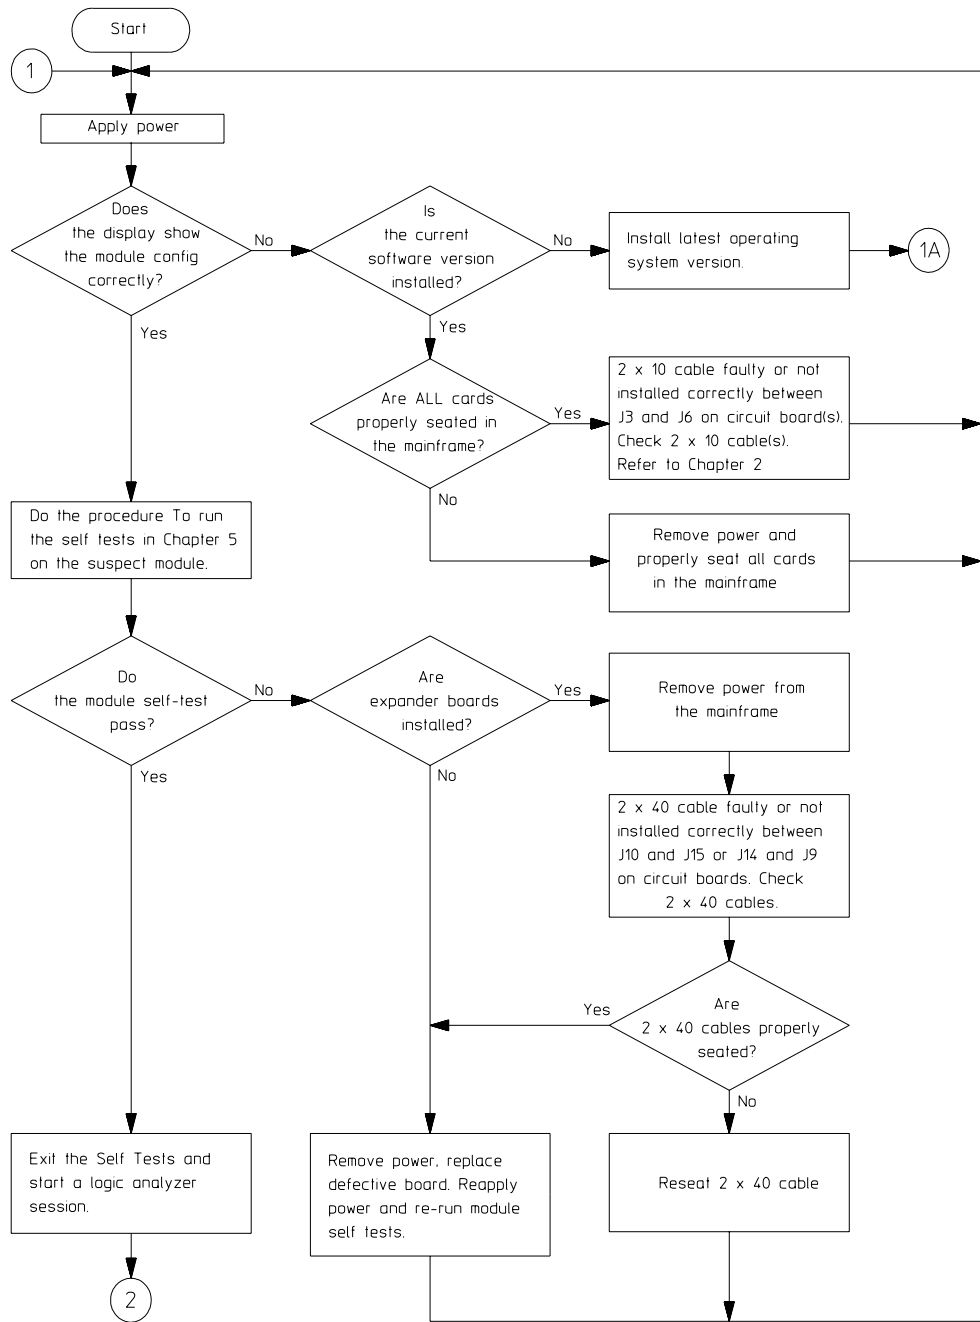 Start
1
Apply power
Does
the display show
the module config
correctly?
No
Is
the current
software version
installed?
No
Install latest operating
system version.
1A
Yes
Yes
Are ALL cards
properly seated in
the mainframe?
Yes
2 x 10 cable faulty or not
installed correctly between
J3 and J6 on circuit board(s).
Check 2 x 10 cable(s).
Refer to Chapter 2
No
Do the procedure To run
the self tests in Chapter 5
on the suspect module.
Remove power and
properly seat all cards
in the mainframe
Do
the module self-test
pass?
No
Are
expander boards
installed?
Yes
Remove power from
the mainframe
Yes
No
2 x 40 cable faulty or not
installed correctly between
J10 and J15 or J14 and J9
on circuit boards. Check
2 x 40 cables.
Yes
Are
2 x 40 cables properly
seated?
No
Exit the Self Tests and
start a logic analyzer
session.
Remove power, replace
defective board. Reapply
power and re-run module
self tests.
Reseat 2 x 40 cable
2